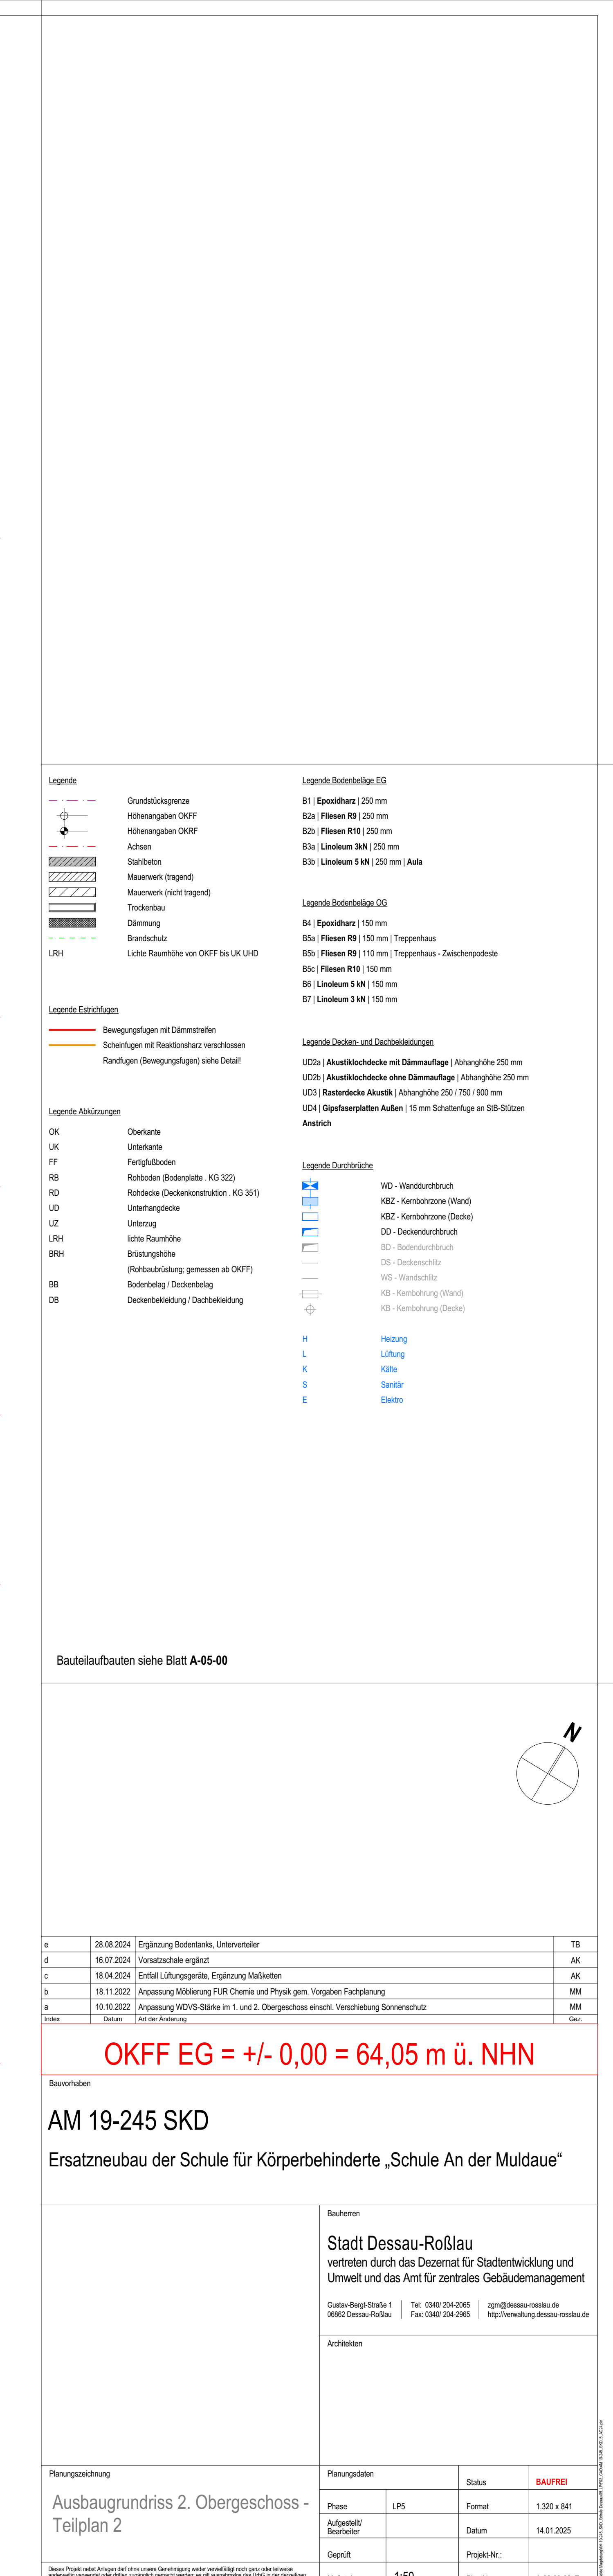 Legende
Grundstücksgrenze
Höhenangaben OKFF
Höhenangaben OKRF
Achsen
Stahlbeton
Mauerwerk (tragend)
Mauerwerk (nicht tragend)
Trockenbau
Dämmung
Brandschutz
LRH Lichte Raumhöhe von OKFF bis UK UHD
Legende Estrichfugen
Bewegungsfugen mit Dämmstreifen
Scheinfugen mit Reaktionsharz verschlossen
Randfugen (Bewegungsfugen) siehe Detail!
Legende Abkürzungen
OK Oberkante
UK Unterkante
FF Fertigfußboden
RB Rohboden (Bodenplatte . KG 322)
RD Rohdecke (Deckenkonstruktion . KG 351)
UD Unterhangdecke
UZ Unterzug
LRH lichte Raumhöhe
BRH Brüstungshöhe
(Rohbaubrüstung; gemessen ab OKFF)
BB Bodenbelag / Deckenbelag
DB Deckenbekleidung / Dachbekleidung
Legende Bodenbeläge EG
B1 | Epoxidharz | 250 mm
B2a | Fliesen R9 | 250 mm
B2b | Fliesen R10 | 250 mm
B3a | Linoleum 3kN | 250 mm
B3b | Linoleum 5 kN | 250 mm | Aula
Legende Bodenbeläge OG
B4 | Epoxidharz | 150 mm
B5a | Fliesen R9 | 150 mm | Treppenhaus
B5b | Fliesen R9 | 110 mm | Treppenhaus - Zwischenpodeste
B5c | Fliesen R10 | 150 mm
B6 | Linoleum 5 kN | 150 mm
B7 | Linoleum 3 kN | 150 mm
Legende Decken- und Dachbekleidungen
UD2a | Akustiklochdecke mit Dämmauflage | Abhanghöhe 250 mm
UD2b | Akustiklochdecke ohne Dämmauflage | Abhanghöhe 250 mm
UD3 | Rasterdecke Akustik | Abhanghöhe 250 / 750 / 900 mm
UD4 | Gipsfaserplatten Außen | 15 mm Schattenfuge an StB-Stützen
Anstrich
Legende Durchbrüche
WD - Wanddurchbruch
KBZ - Kernbohrzone (Wand)
KBZ - Kernbohrzone (Decke)
DD - Deckendurchbruch
BD - Bodendurchbruch
DS - Deckenschlitz
WS - Wandschlitz
KB - Kernbohrung (Wand)
KB - Kernbohrung (Decke)
H Heizung
L Lüftung
K Kälte
S Sanitär
E Elektro
Bauteilaufbauten siehe Blatt A-05-00
N
e 28.08.2024 Ergänzung Bodentanks, Unterverteiler TB
d 16.07.2024 Vorsatzschale ergänzt AK
c 18.04.2024 Entfall Lüftungsgeräte, Ergänzung Maßketten AK
b 18.11.2022 Anpassung Möblierung FUR Chemie und Physik gem. Vorgaben Fachplanung MM
a 10.10.2022 Anpassung WDVS-Stärke im 1. und 2. Obergeschoss einschl. Verschiebung Sonnenschutz MM
Index Datum Art der Änderung Gez.
OKFF EG = +/- 0,00 = 64,05 m ü. NHN
Bauvorhaben
AM 19-245 SKD
Ersatzneubau der Schule für Körperbehinderte „Schule An der Muldaue“
Bauherren
Stadt Dessau-Roßlau
vertreten durch das Dezernat für Stadtentwicklung und
Umwelt und das Amt für zentrales Gebäudemanagement
Gustav-Bergt-Straße 1 Tel: 0340/ 204-2065 zgm@dessau-rosslau.de
06862 Dessau-Roßlau Fax: 0340/ 204-2965 http://verwaltung.dessau-rosslau.de
Architekten
Planungszeichnung
Ausbaugrundriss 2. Obergeschoss -
Teilplan 2
Planungsdaten
Status BAUFREI
Phase LP5 Format 1.320 x 841
Aufgestellt/
Bearbeiter Datum 14.01.2025
Geprüft Projekt-Nr.:
Dieses Projekt nebst Anlagen darf ohne unsere Genehmigung weder vervielfältigt noch ganz oder teilweise
1:50